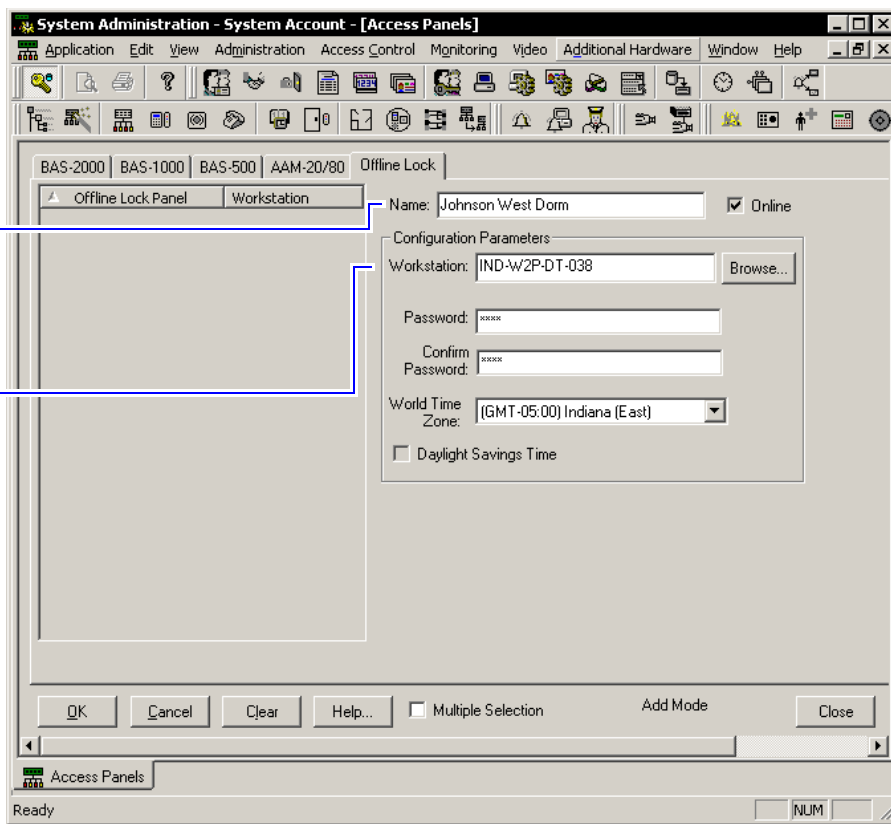 System Administration - System Account - [Access Panels]
Application Edit View Administration Access Control Monitoring Video Additional Hardware Window Help
BAS-2000 BAS-1000 BAS-500 AAM-20/80 Offline Lock
Offline Lock Panel Workstation
Name: Johnson West Dorm Online
Configuration Parameters
Workstation: IND-W2P-DT-038 Browse...
Password: xxxx
Confirm
Password: xxxx
World Time
Zone: (GMT-05:00) Indiana (East)
Daylight Savings Time
OK Cancel Clear Help... Multiple Selection Add Mode Close
Access Panels
Ready NUM